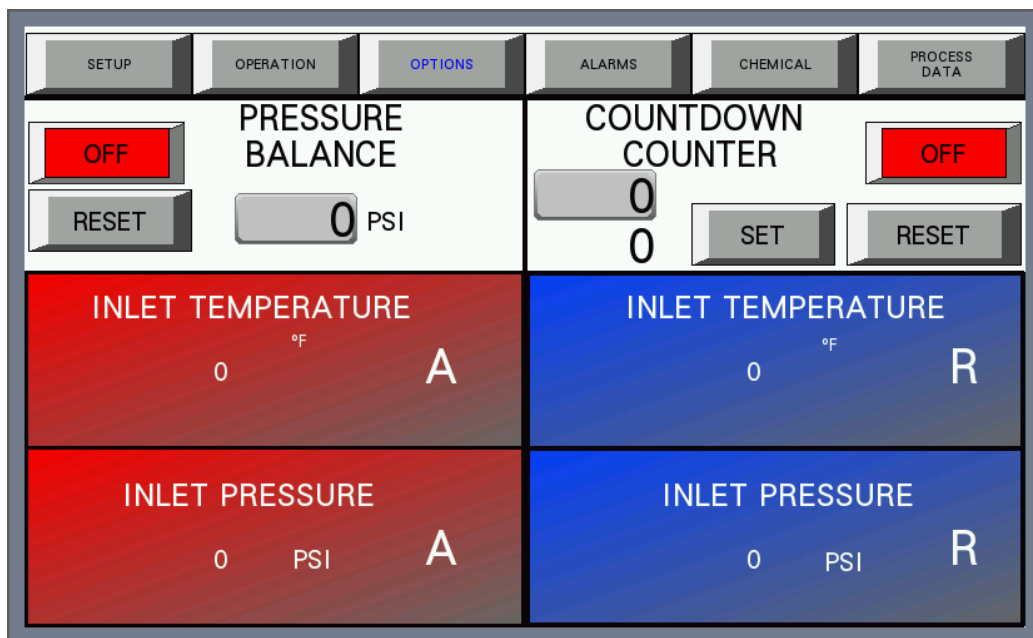 SETUP
OPERATION
OPTIONS
ALARMS
CHEMICAL
PROCESS
DATA
OFF
PRESSURE
BALANCE
RESET
0 PSI
COUNTDOWN
COUNTER
OFF
0
0
SET
RESET
INLET TEMPERATURE
°F
0
A
INLET TEMPERATURE
°F
0
R
INLET PRESSURE
0 PSI
A
INLET PRESSURE
0 PSI
R